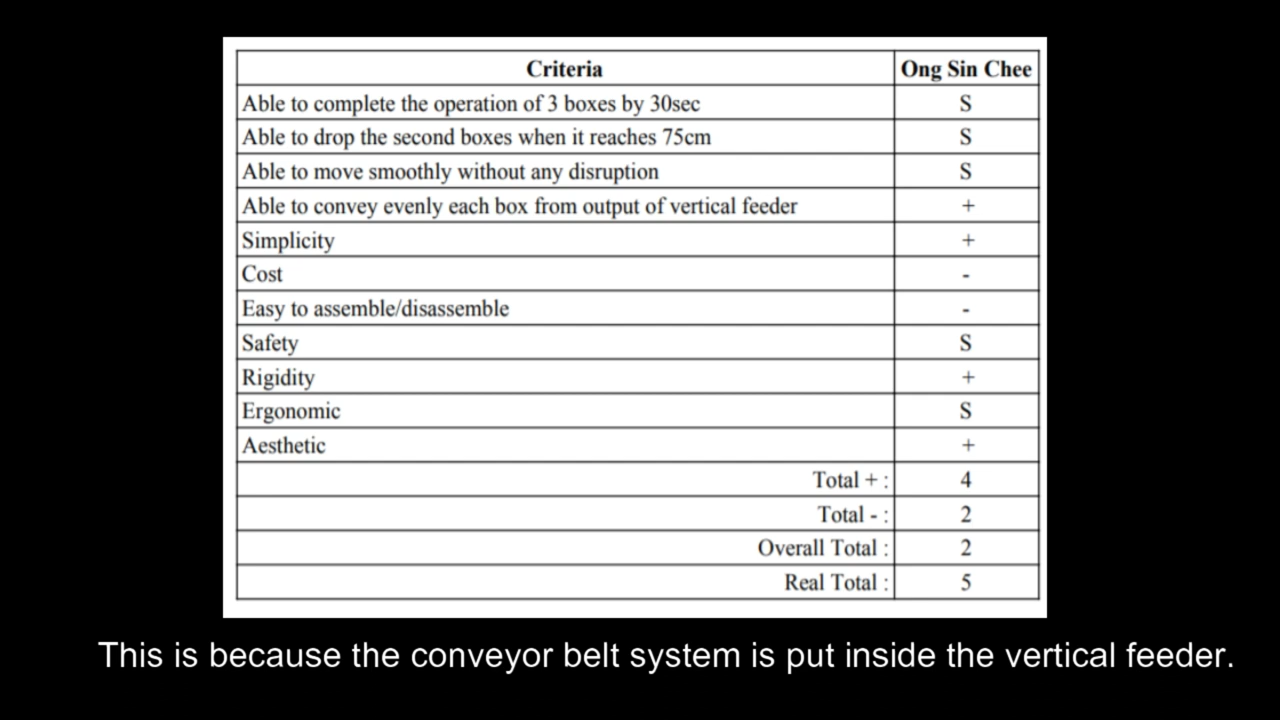 Criteria Ong Sin Chee
Able to complete the operation of 3 boxes by 30sec S
Able to drop the second boxes when it reaches 75cm S
Able to move smoothly without any disruption S
Able to convey evenly each box from output of vertical feeder +
Simplicity +
Cost -
Easy to assemble/disassemble -
Safety S
Rigidity +
Ergonomic S
Aesthetic +
Total + : 4
Total - : 2
Overall Total : 2
Real Total : 5
This is because the conveyor belt system is put inside the vertical feeder.